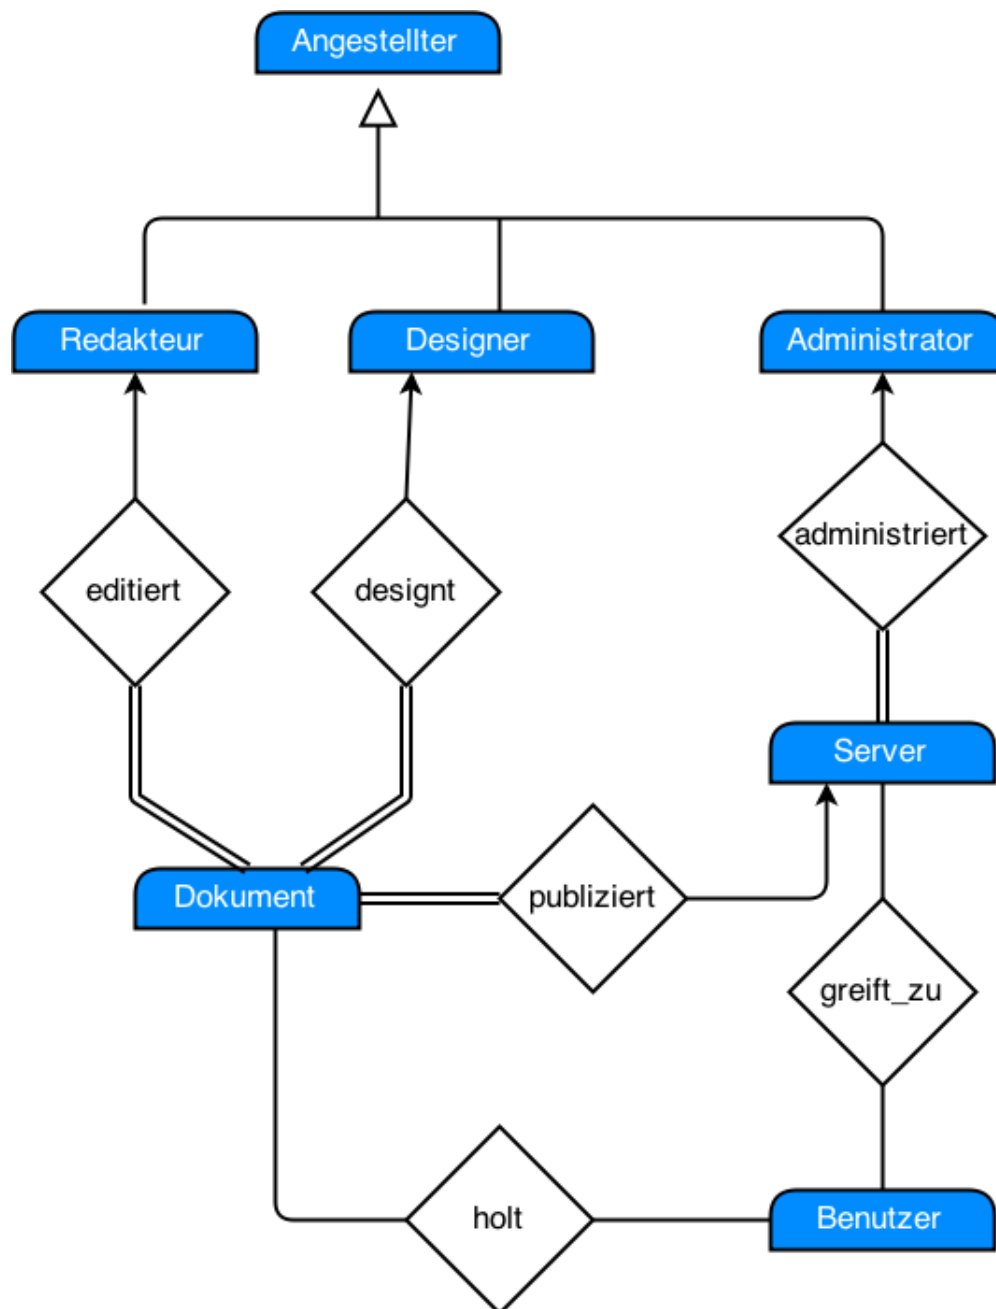 Angestellter
Redakteur
Designer
Administrator
administriert
editiert
designt
Server
Dokument
publiziert
greift_zu
holt
Benutzer